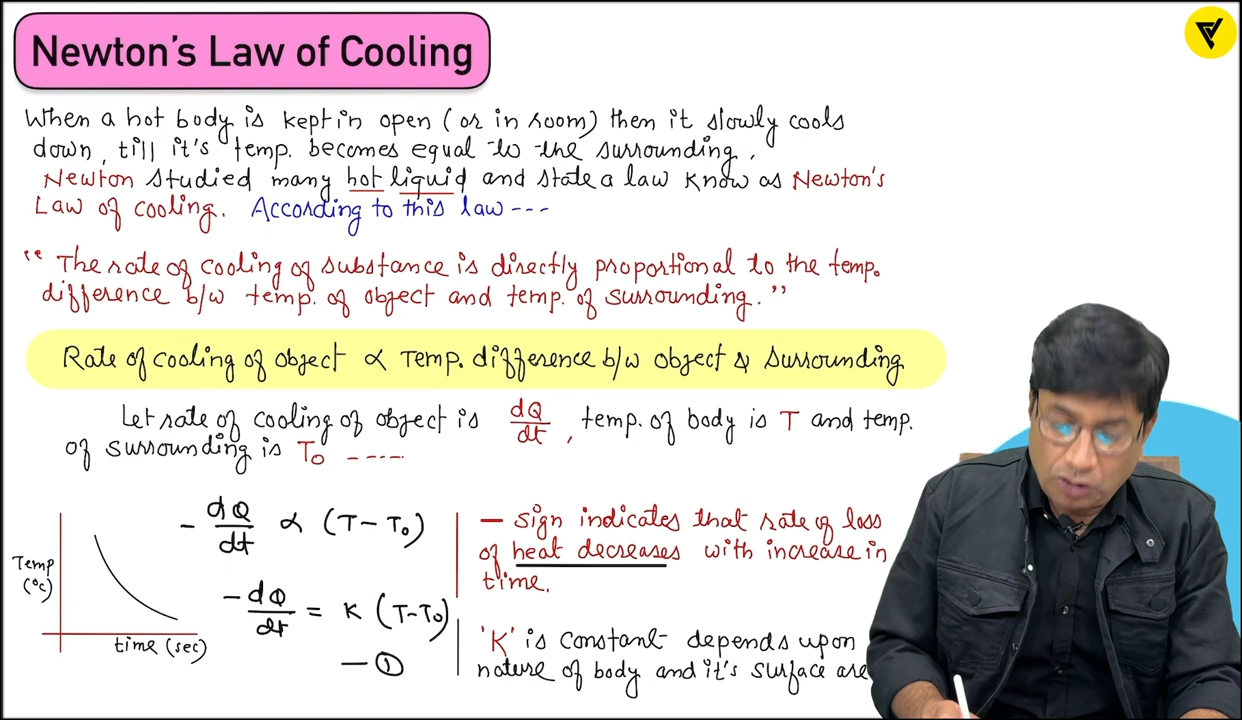 Newton's Law of Cooling
When a hot body is kept in open (or in room) then it slowly cools
down, till it's temp. becomes equal to the surrounding.
Newton studied many hot liquid and state a law know as Newton's
Law of cooling. According to this law ---
“The rate of cooling of substance is directly proportional to the temp.
difference b/w temp. of object and temp. of surrounding.”
Rate of cooling of object ∝ Temp. difference b/w object & surrounding
Let rate of cooling of object is dQ/dt, temp. of body is T and temp.
of surrounding is T₀ ----
- dQ/dt ∝ (T - T₀)
- dQ/dt = K (T - T₀)
— ①
Temp
(°c)
time (sec)
— sign indicates that rate of loss
of heat decreases with increase in
time.
'K' is constant depends upon
nature of body and it's surface are